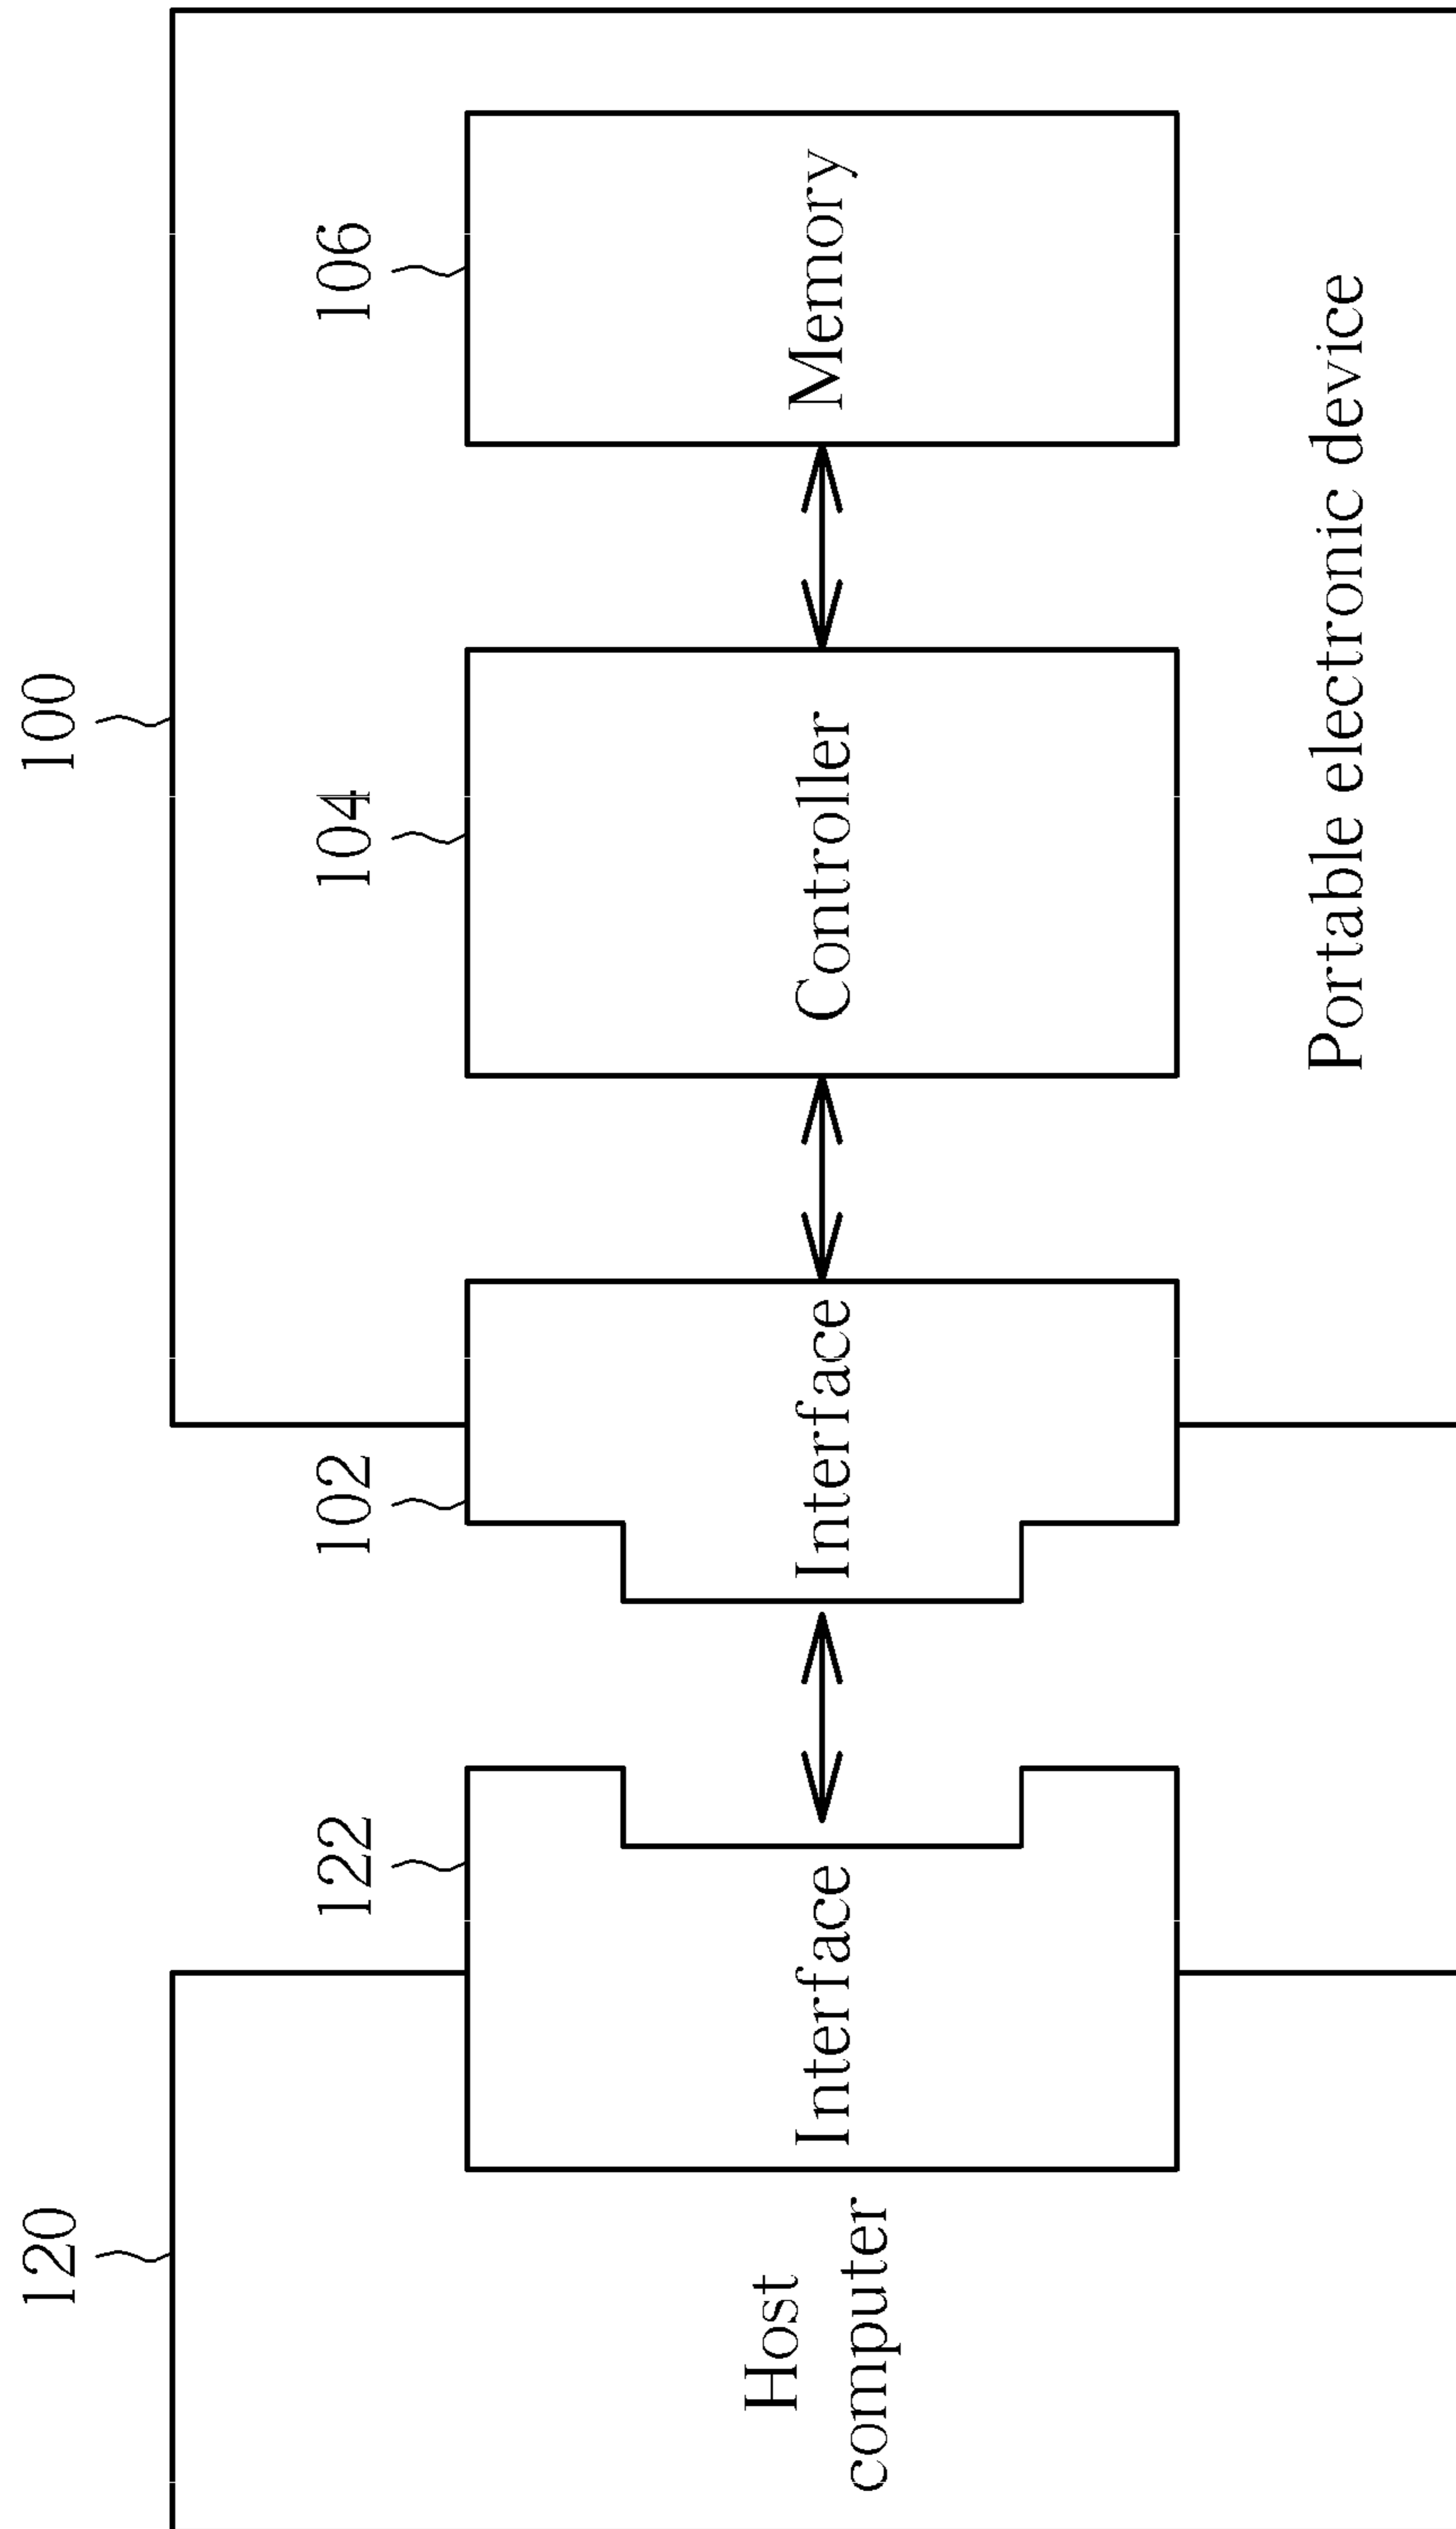 120
100
122
102
104
106
Host
computer
Interface
Interface
Controller
Memory
Portable electronic device